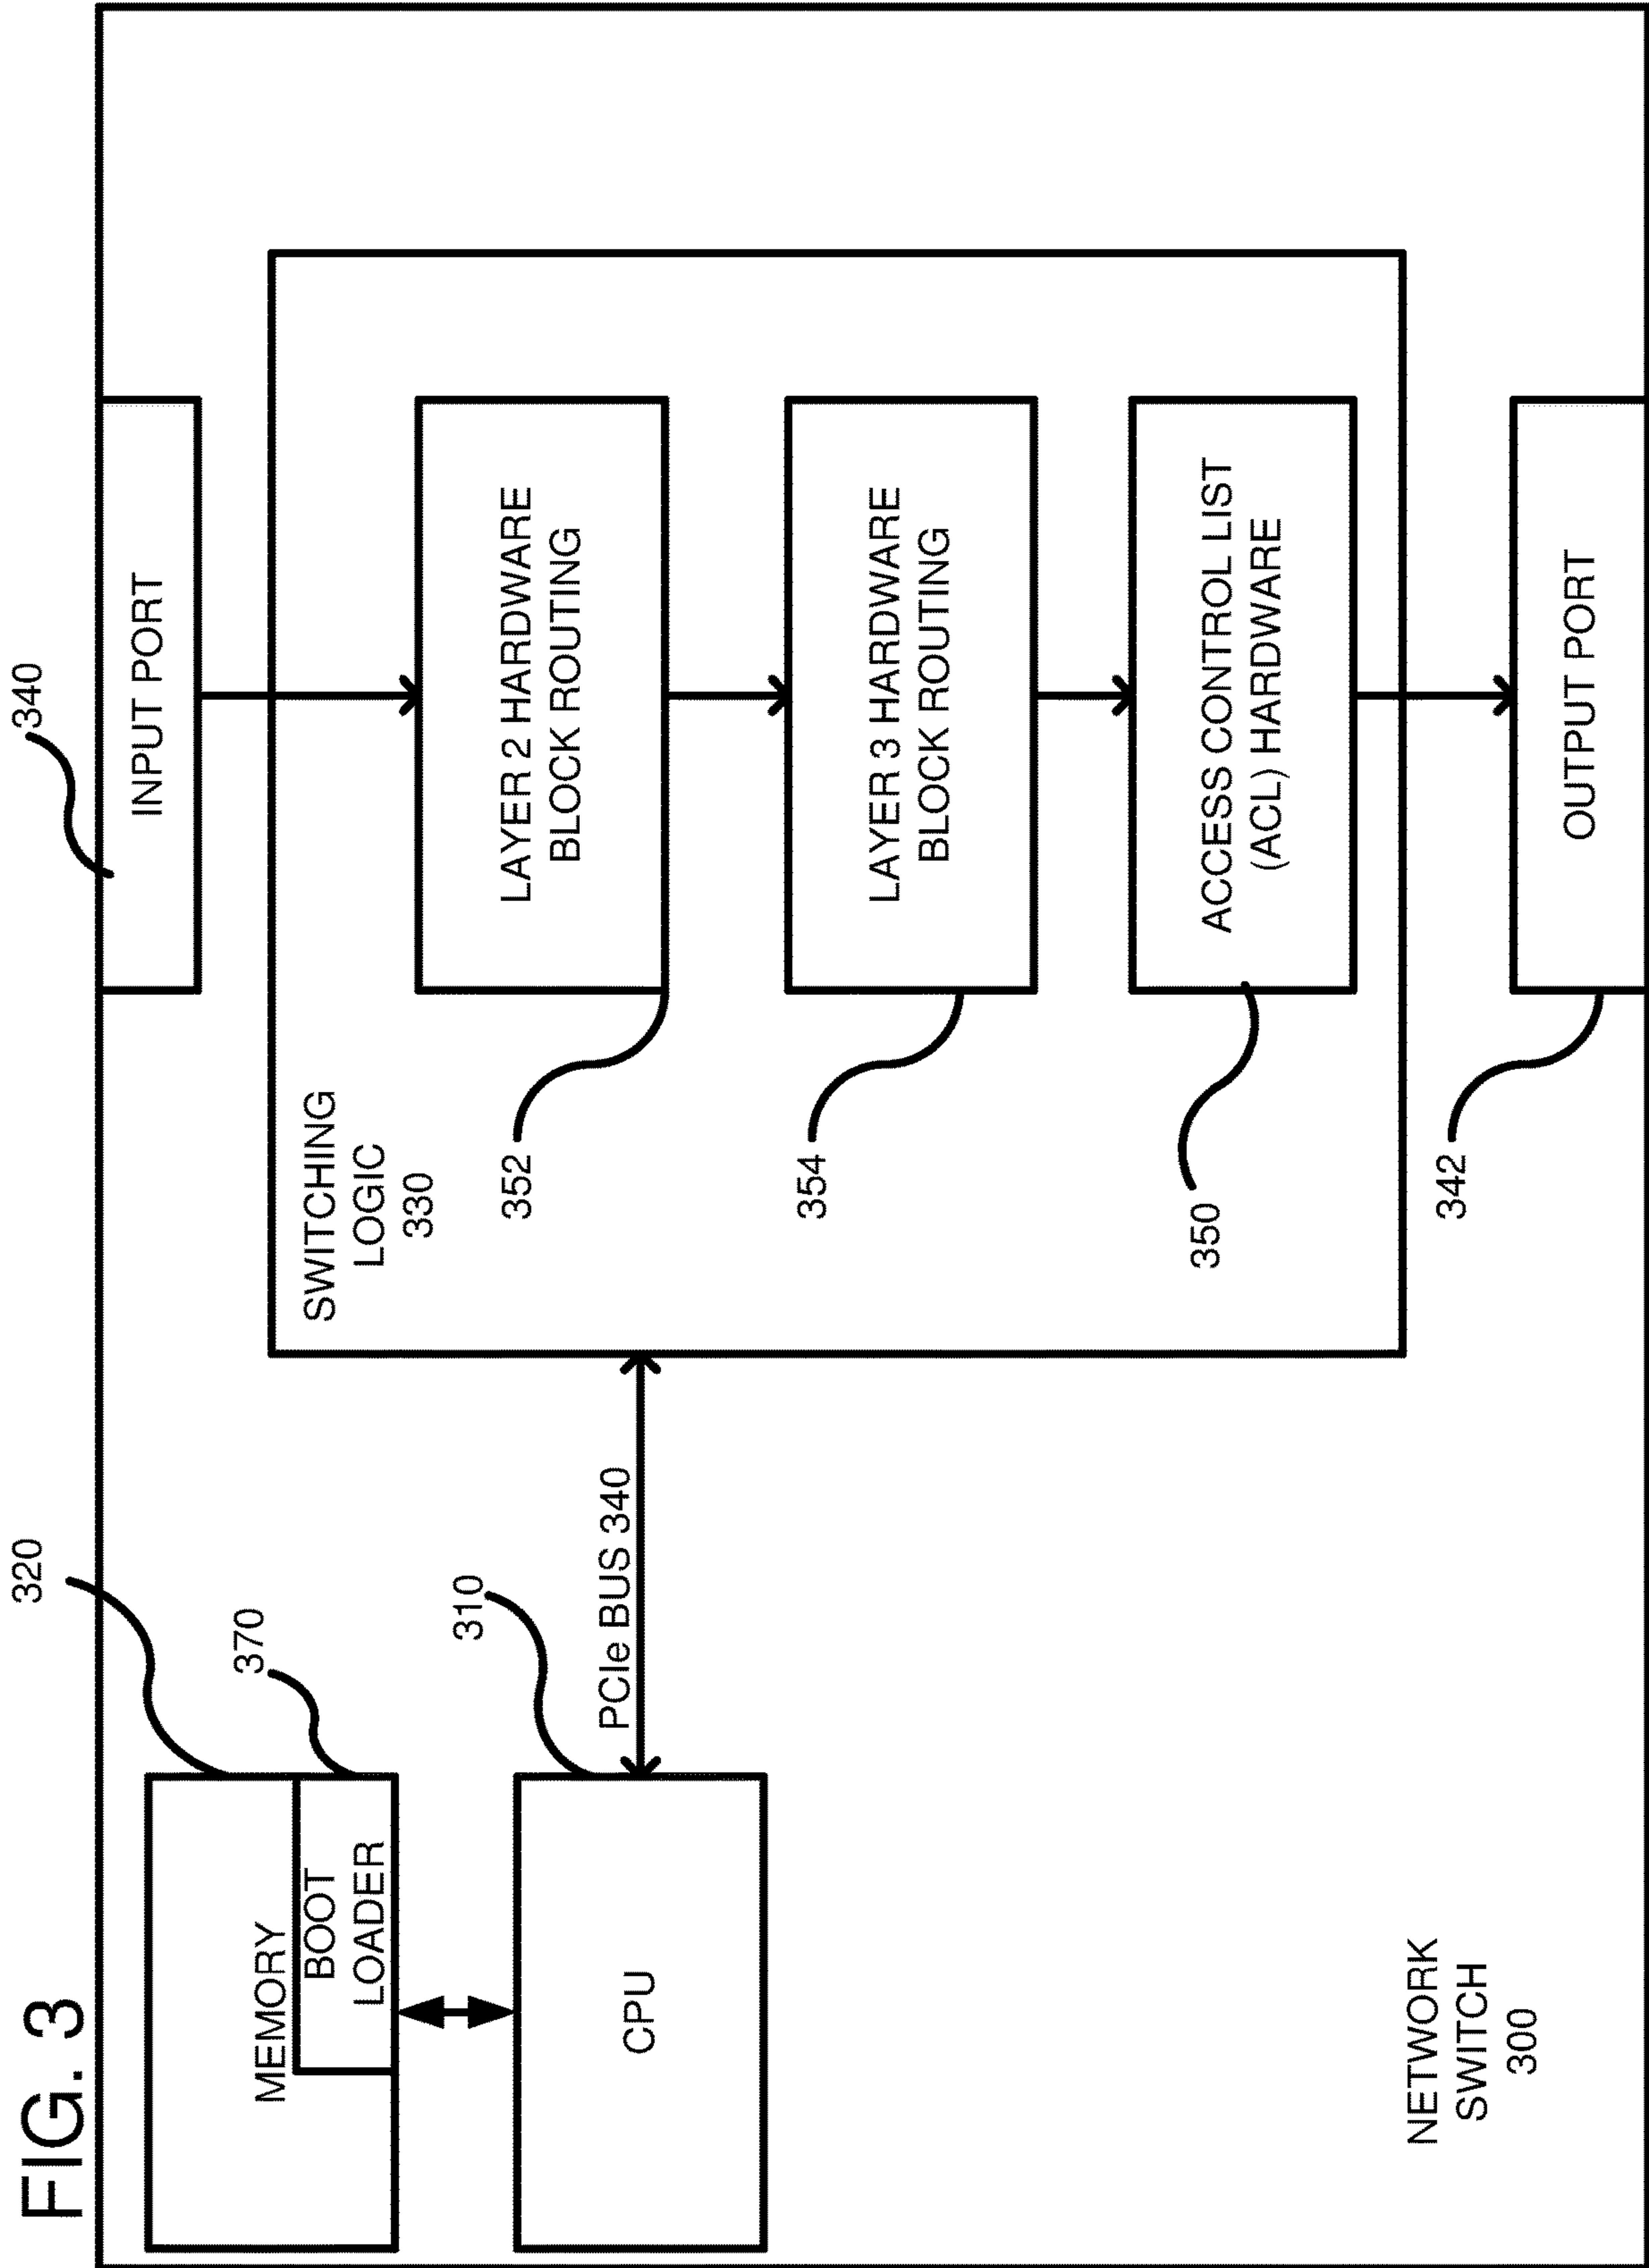 FIG. 3
320
370
MEMORY
BOOT
LOADER
310
CPU
PCIe BUS 340
NETWORK
SWITCH
300
340
INPUT PORT
SWITCHING
LOGIC
330
352
LAYER 2 HARDWARE
BLOCK ROUTING
354
LAYER 3 HARDWARE
BLOCK ROUTING
350
ACCESS CONTROL LIST
(ACL) HARDWARE
342
OUTPUT PORT